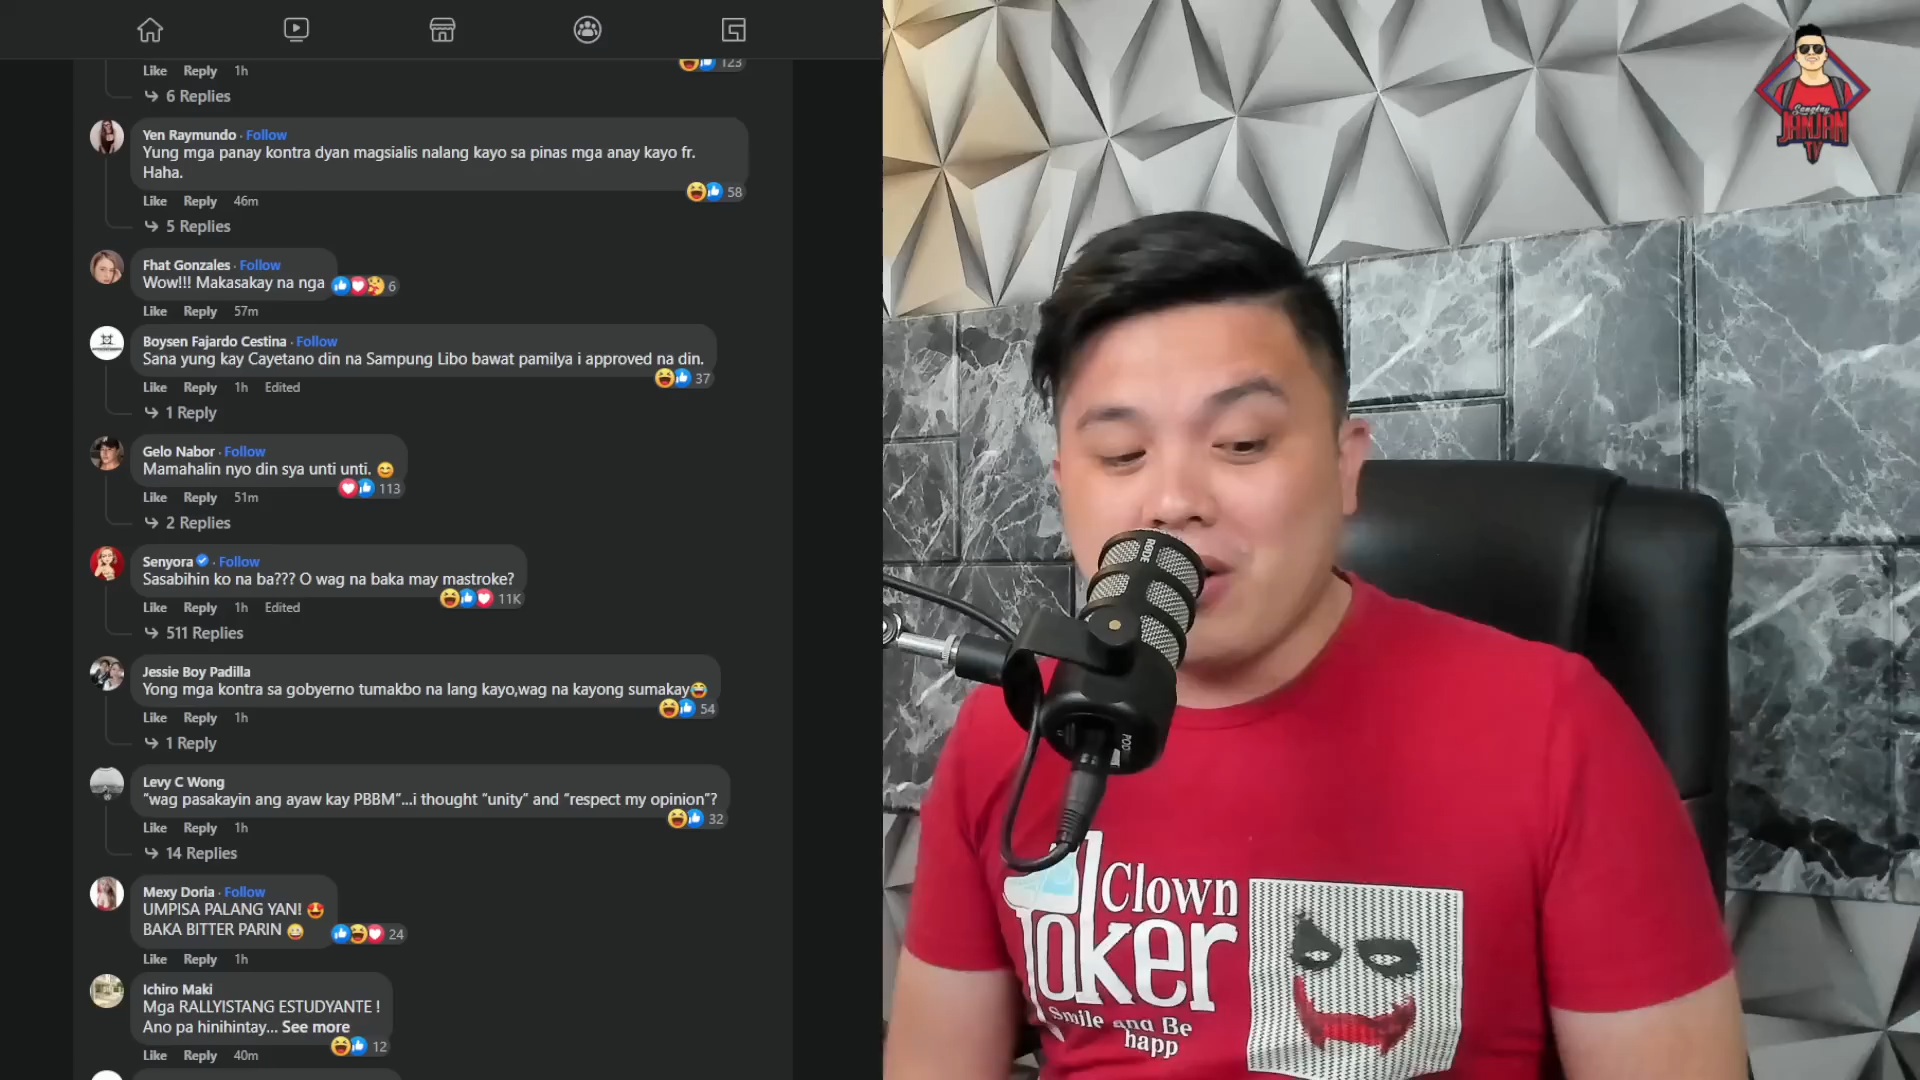 Like Reply 1h
123
6 Replies
Yen Raymundo · Follow
Yung mga panay kontra dyan magsialis nalang kayo sa pinas mga anay kayo fr.
Haha.
58
Like Reply 46m
5 Replies
Fhat Gonzales · Follow
Wow!!! Makasakay na nga
6
Like Reply 57m
Boysen Fajardo Cestina · Follow
Sana yung kay Cayetano din na Sampung Libo bawat pamilya i approved na din.
37
Like Reply 1h Edited
1 Reply
Gelo Nabor · Follow
Mamahalin nyo din sya unti unti. 😊
113
Like Reply 51m
2 Replies
Senyora · Follow
Sasabihin ko na ba??? O wag na baka may mastroke?
11K
Like Reply 1h Edited
511 Replies
Jessie Boy Padilla
Yong mga kontra sa gobyerno tumakbo na lang kayo,wag na kayong sumakay😂
54
Like Reply 1h
1 Reply
Levy C Wong
“wag pasakayin ang ayaw kay PBBM”...i thought “unity” and “respect my opinion”?
32
Like Reply 1h
14 Replies
Mexy Doria · Follow
UMPISA PALANG YAN! 🤩
BAKA BITTER PARIN 😁
24
Like Reply 1h
Ichiro Maki
Mga RALLYISTANG ESTUDYANTE !
Ano pa hinihintay... See more
12
Like Reply 40m
Sangkay
JANJAN
TV
RODE
POD
Clown
Joker
Smile and Be
happ